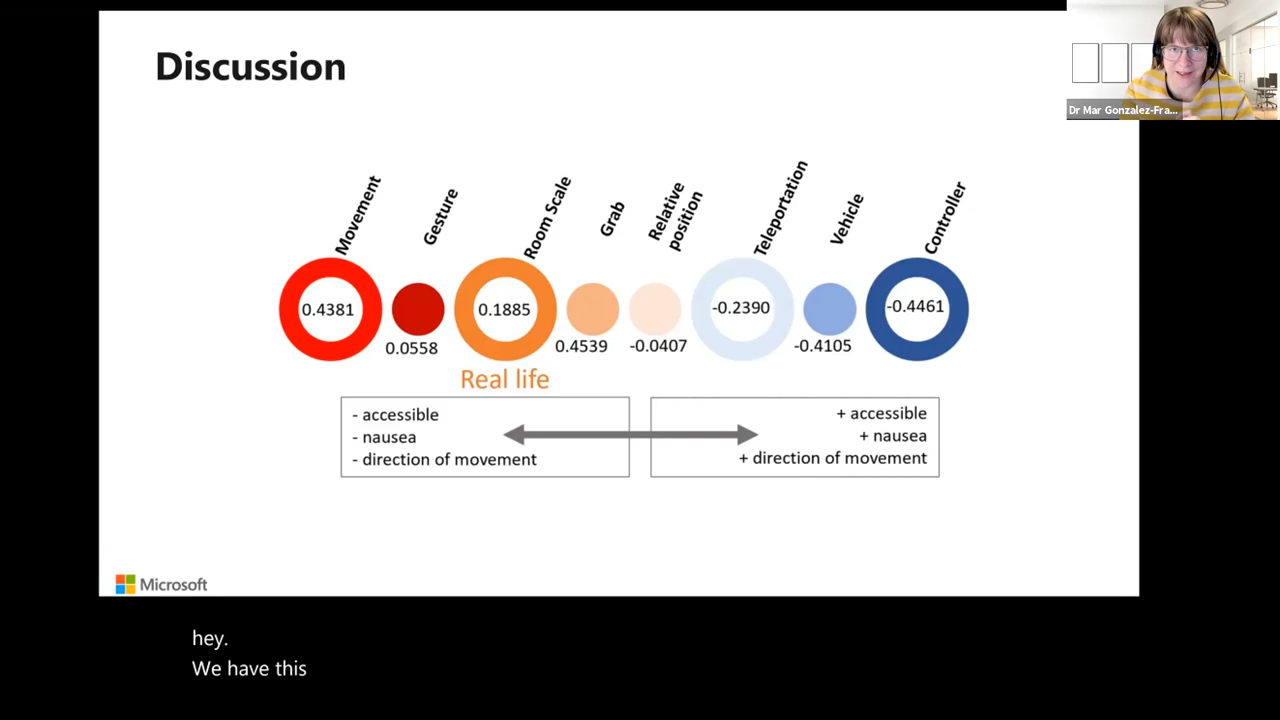 Discussion
Dr Mar Gonzalez-Fra...
Movement
Gesture
Room Scale
Grab
Relative
position
Teleportation
Vehicle
Controller
0.4381
0.0558
0.1885
0.4539
-0.0407
-0.2390
-0.4105
-0.4461
Real life
- accessible
- nausea
- direction of movement
+ accessible
+ nausea
+ direction of movement
Microsoft
hey.
We have this